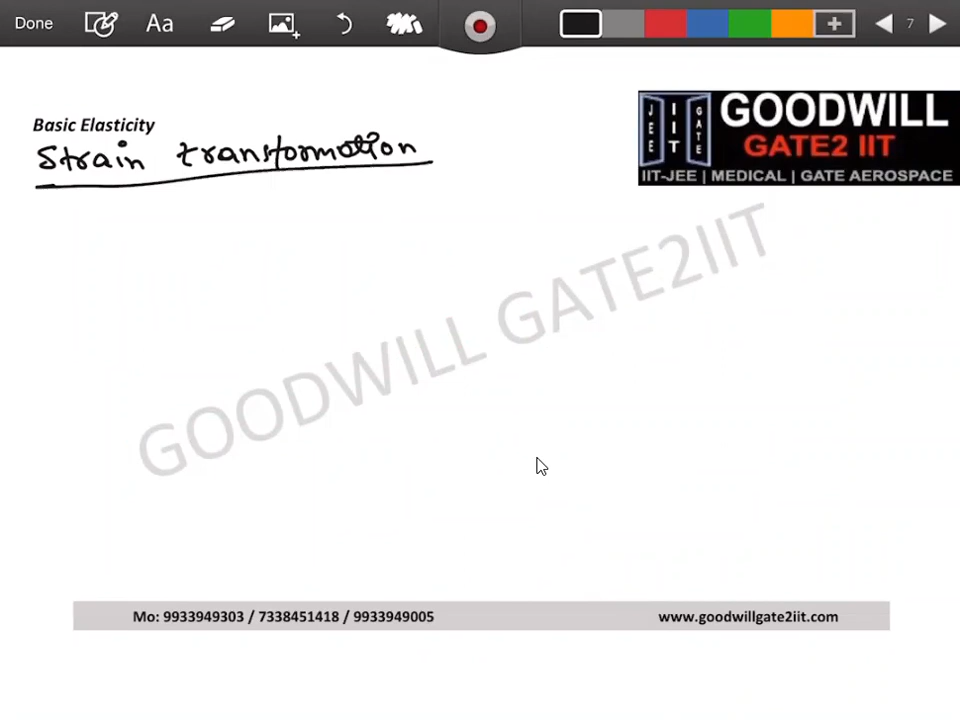 Done Aa 7
Basic Elasticity
Strain transformation
JEE IIT GATE GOODWILL
GATE2 IIT
IIT-JEE | MEDICAL | GATE AEROSPACE
GOODWILL GATE2IIT
Mo: 9933949303 / 7338451418 / 9933949005 www.goodwillgate2iit.com